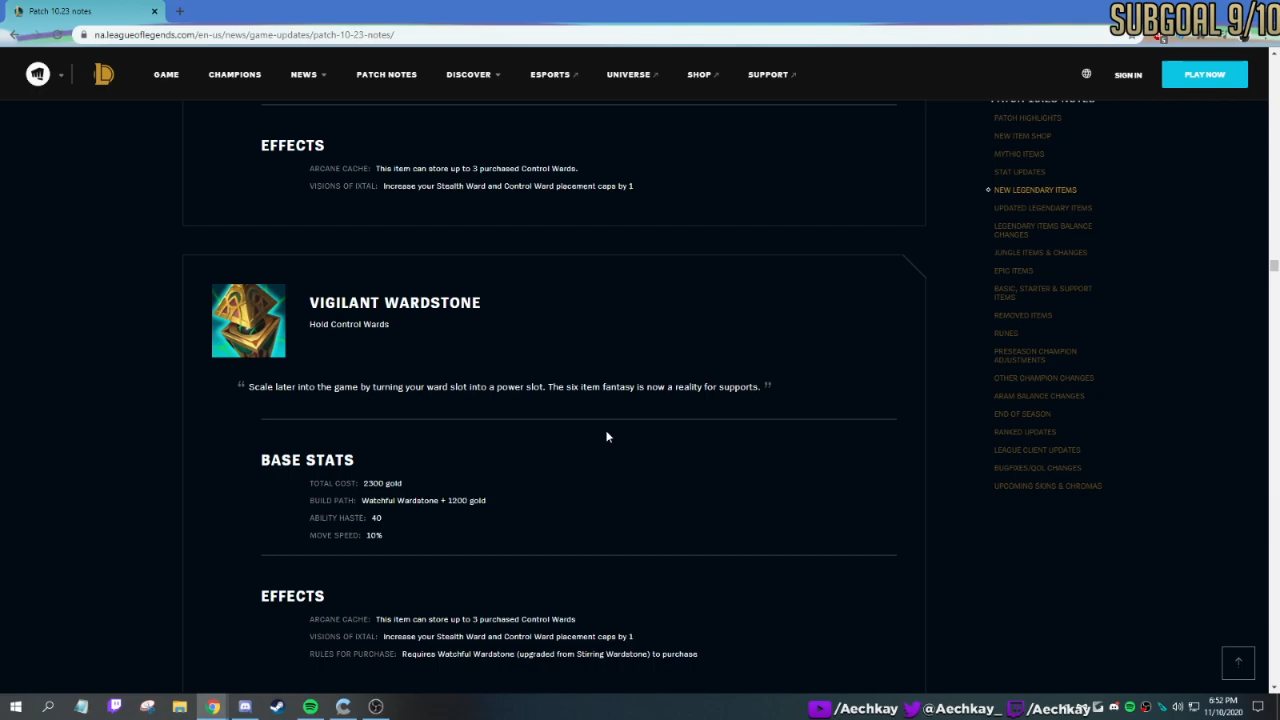 Patch 10-23 notes
SUBGOAL 9/10
na.leagueoflegends.com/en-us/news/game-updates/patch-10-23-notes/
GAME
CHAMPIONS
NEWS
PATCH NOTES
DISCOVER
ESPORTS
UNIVERSE
SHOP
SUPPORT
SIGN IN
PLAY NOW
EFFECTS
ARCANE CACHE: This item can store up to 3 purchased Control Wards.
VISIONS OF IXTAL: Increase your Stealth Ward and Control Ward placement caps by 1
VIGILANT WARDSTONE
Hold Control Wards
“ Scale later into the game by turning your ward slot into a power slot. The six item fantasy is now a reality for supports. ”
BASE STATS
TOTAL COST: 2300 gold
BUILD PATH: Watchful Wardstone + 1200 gold
ABILITY HASTE: 40
MOVE SPEED: 10%
EFFECTS
ARCANE CACHE: This item can store up to 3 purchased Control Wards
VISIONS OF IXTAL: Increase your Stealth Ward and Control Ward placement caps by 1
RULES FOR PURCHASE: Requires Watchful Wardstone (upgraded from Stirring Wardstone) to purchase
PATCH 10.23 NOTES
PATCH HIGHLIGHTS
NEW ITEM SHOP
MYTHIC ITEMS
STAT UPDATES
NEW LEGENDARY ITEMS
UPDATED LEGENDARY ITEMS
LEGENDARY ITEMS BALANCE
CHANGES
JUNGLE ITEMS & CHANGES
EPIC ITEMS
BASIC, STARTER & SUPPORT
ITEMS
REMOVED ITEMS
RUNES
PRESEASON CHAMPION
ADJUSTMENTS
OTHER CHAMPION CHANGES
ARAM BALANCE CHANGES
END OF SEASON
RANKED UPDATES
LEAGUE CLIENT UPDATES
BUGFIXES/QOL CHANGES
UPCOMING SKINS & CHROMAS
/Aechkay
@Aechkay_
/Aechkay
6:52 PM
11/10/2020